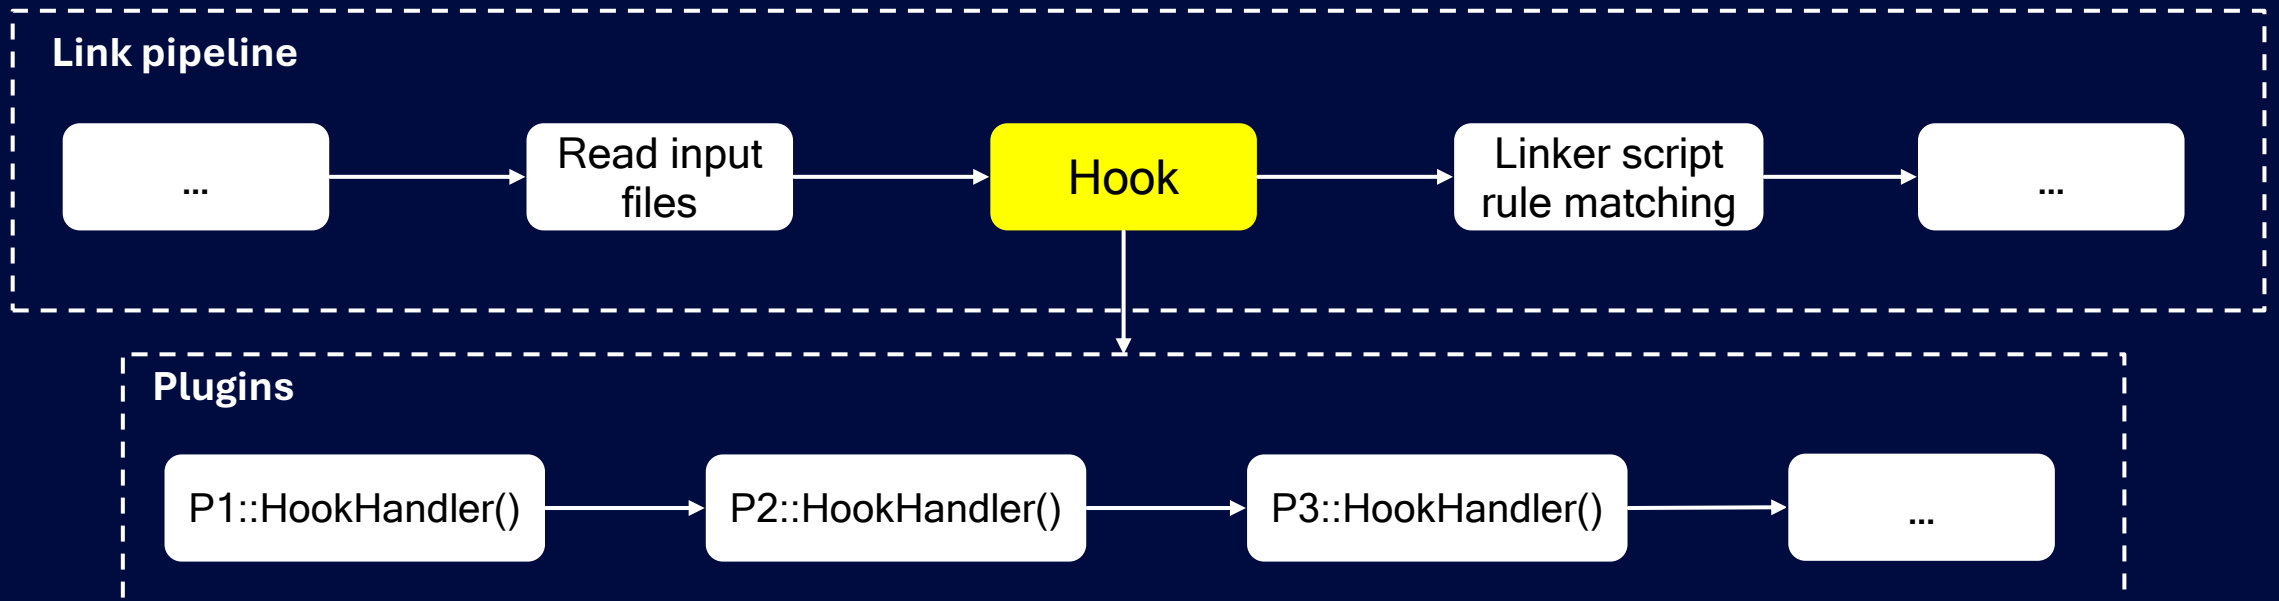 Link pipeline
...
Read input
files
Hook
Linker script
rule matching
...
Plugins
P1::HookHandler()
P2::HookHandler()
P3::HookHandler()
...